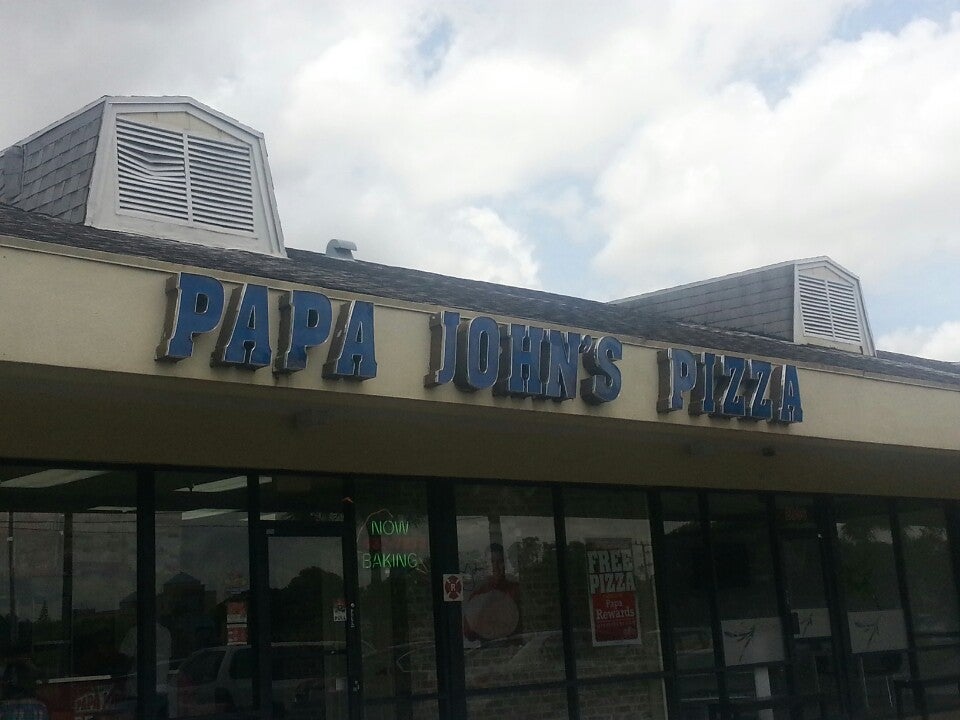 PAPA JOHN'S PIZZA
NOW
BAKING
R
FREE
PIZZA
Papa
Rewards